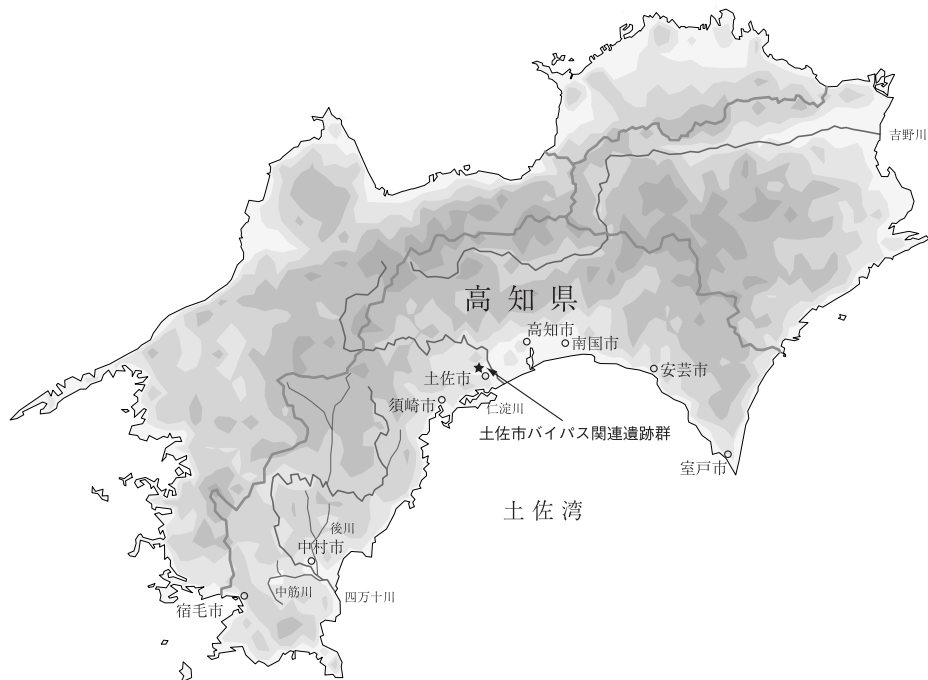 吉野川
高知県
高知市
南国市
土佐市
安芸市
須崎市
仁淀川
土佐市バイパス関連遺跡群
室戸市
土佐湾
後川
中村市
中筋川
四万十川
宿毛市